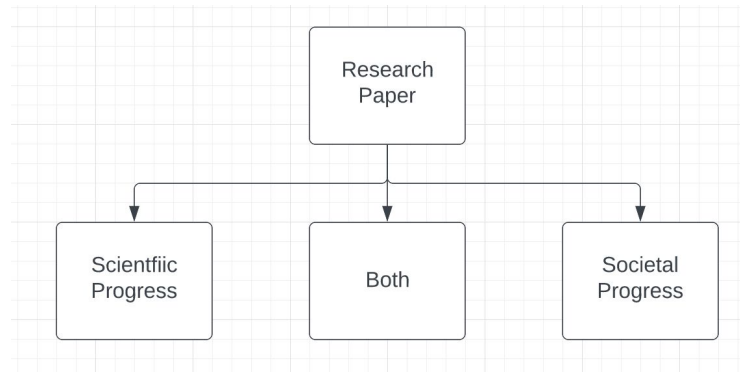 Research
Paper
Scientfiic
Progress
Both
Societal
Progress